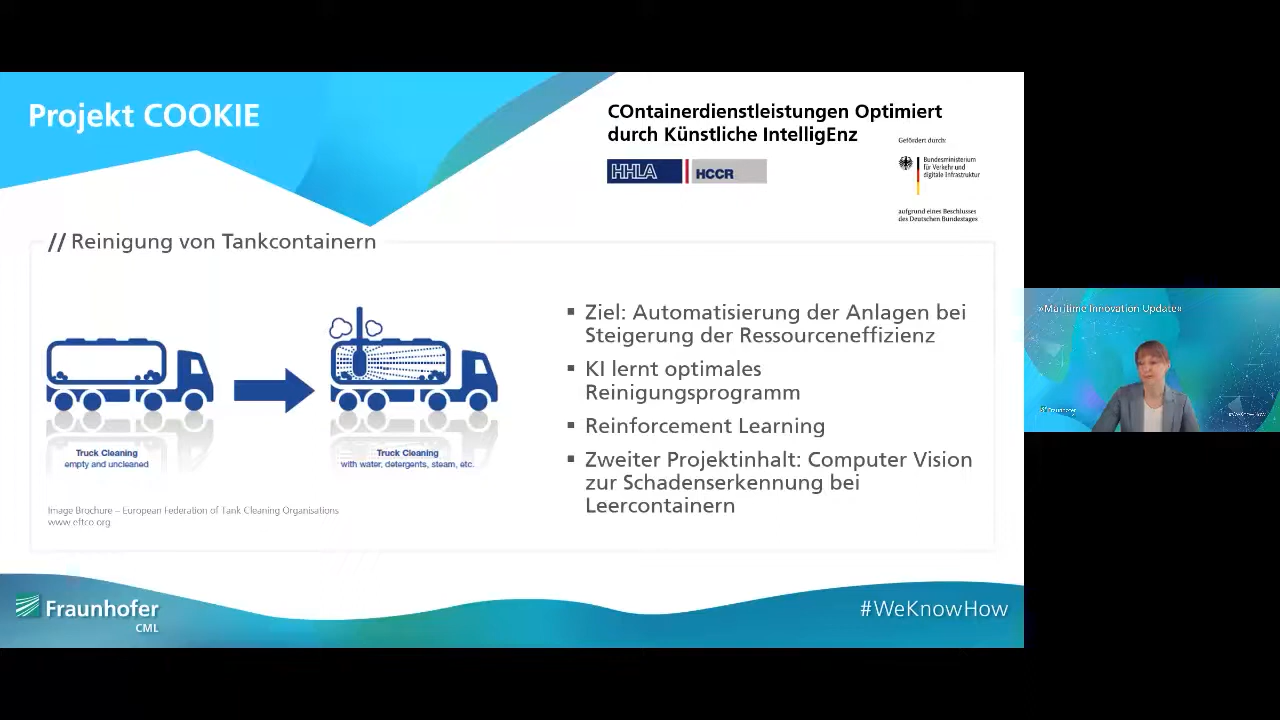 Projekt COOKIE
COntainerdienstleistungen Optimiert
durch Künstliche IntelligEnz
HHLA HCCR
Gefördert durch:
Bundesministerium
für Verkehr und
digitale Infrastruktur
aufgrund eines Beschlusses
des Deutschen Bundestages
// Reinigung von Tankcontainern
Truck Cleaning
empty and uncleaned
Truck Cleaning
with water, detergents, steam, etc.
Image Brochure – European Federation of Tank Cleaning Organisations
www.eftco.org
▪ Ziel: Automatisierung der Anlagen bei
Steigerung der Ressourceneffizienz
▪ KI lernt optimales
Reinigungsprogramm
▪ Reinforcement Learning
▪ Zweiter Projektinhalt: Computer Vision
zur Schadenserkennung bei
Leercontainern
Fraunhofer
CML
#WeKnowHow
»Maritime Innovation Update«
Fraunhofer
#WeKnowHow